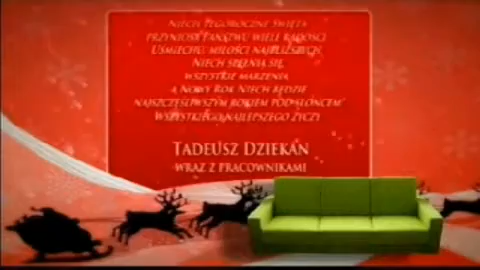 Niech tegoroczne Święta
przyniosą Państwu wiele radości
Uśmiechu miłości najbliższych
Niech spełnią się
wszystkie marzenia
a Nowy Rok niech będzie
najszczęśliwszym rokiem pod słońcem"
Wszystkiego najlepszego życzy
Tadeusz Dziekan
wraz z pracownikami